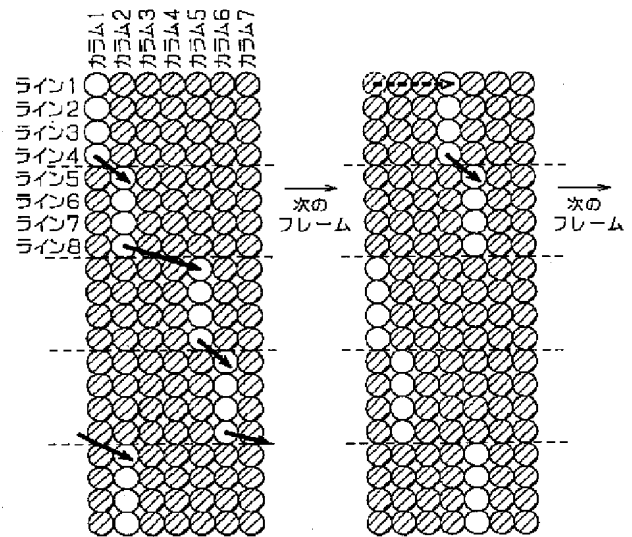 カラム1
カラム2
カラム3
カラム4
カラム5
カラム6
カラム7
ライン1
ライン2
ライン3
ライン4
ライン5
ライン6
ライン7
ライン8
次の
フレーム
次の
フレーム